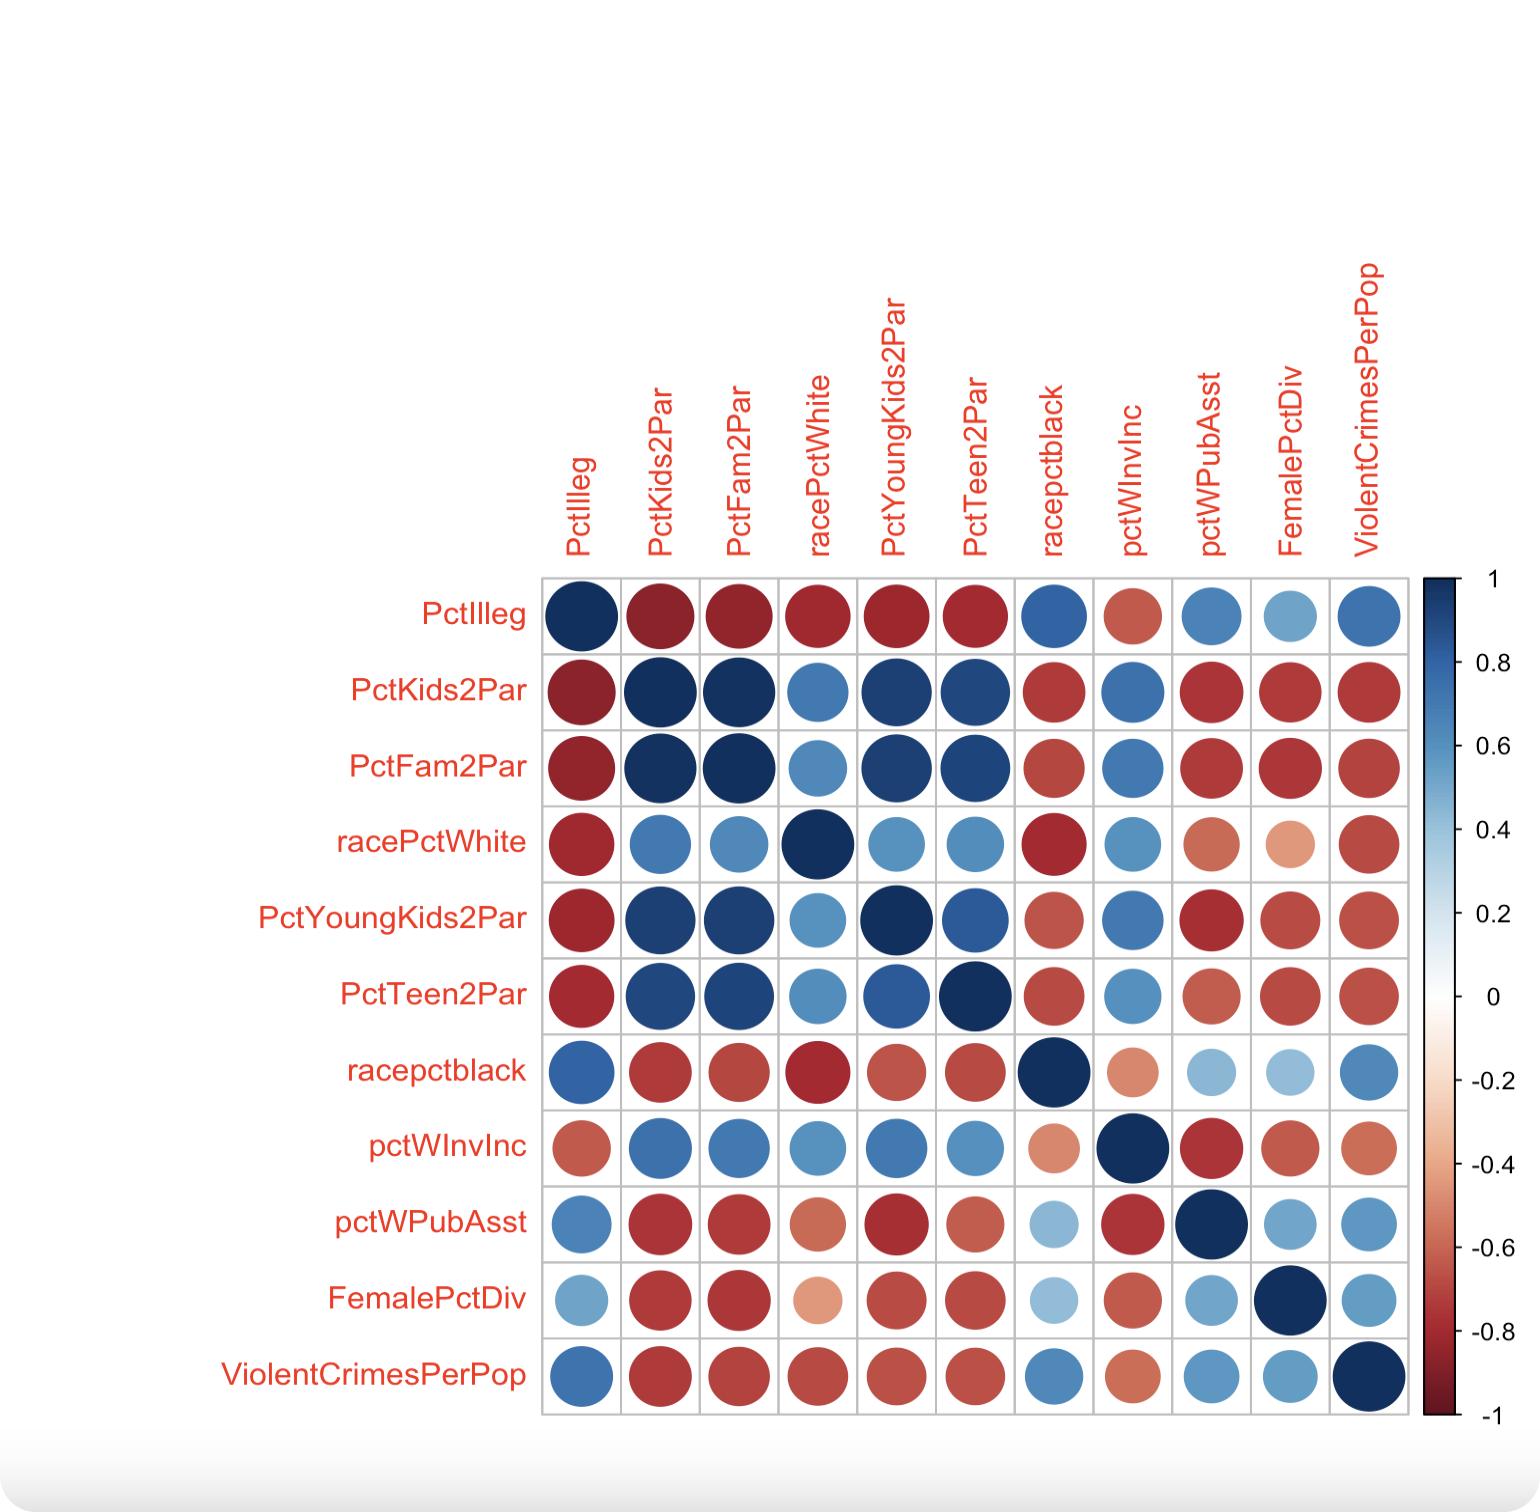 PctIlleg
PctKids2Par
PctFam2Par
racePctWhite
PctYoungKids2Par
PctTeen2Par
racepctblack
pctWInvInc
pctWPubAsst
FemalePctDiv
ViolentCrimesPerPop
PctIlleg
PctKids2Par
PctFam2Par
racePctWhite
PctYoungKids2Par
PctTeen2Par
racepctblack
pctWInvInc
pctWPubAsst
FemalePctDiv
ViolentCrimesPerPop
1
0.8
0.6
0.4
0.2
0
-0.2
-0.4
-0.6
-0.8
-1